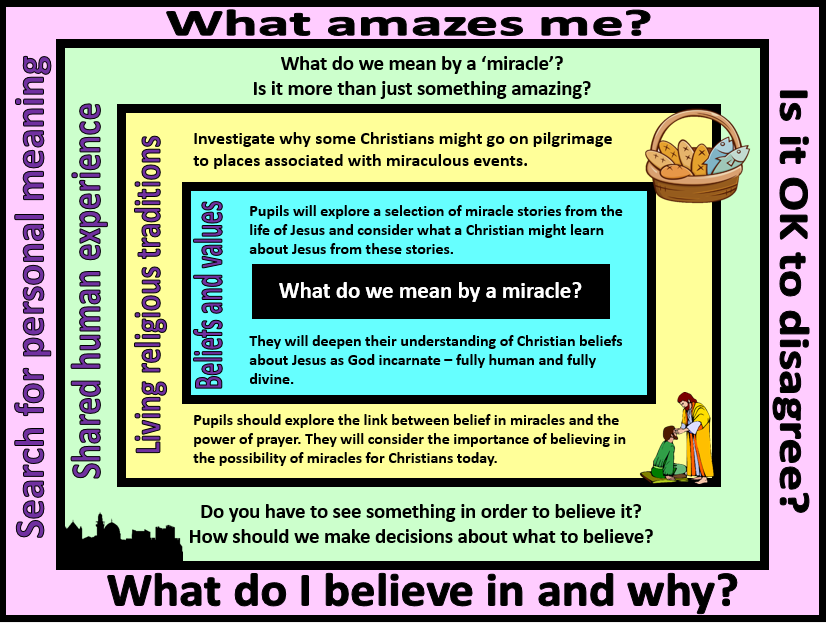 What amazes me?
Search for personal meaning
Is it OK to disagree?
Shared human experience
What do we mean by a ‘miracle’?
Is it more than just something amazing?
Living religious traditions
Investigate why some Christians might go on pilgrimage
to places associated with miraculous events.
Beliefs and values
Pupils will explore a selection of miracle stories from the
life of Jesus and consider what a Christian might learn
about Jesus from these stories.
What do we mean by a miracle?
They will deepen their understanding of Christian beliefs
about Jesus as God incarnate – fully human and fully
divine.
Pupils should explore the link between belief in miracles and the
power of prayer. They will consider the importance of believing in
the possibility of miracles for Christians today.
Do you have to see something in order to believe it?
How should we make decisions about what to believe?
What do I believe in and why?